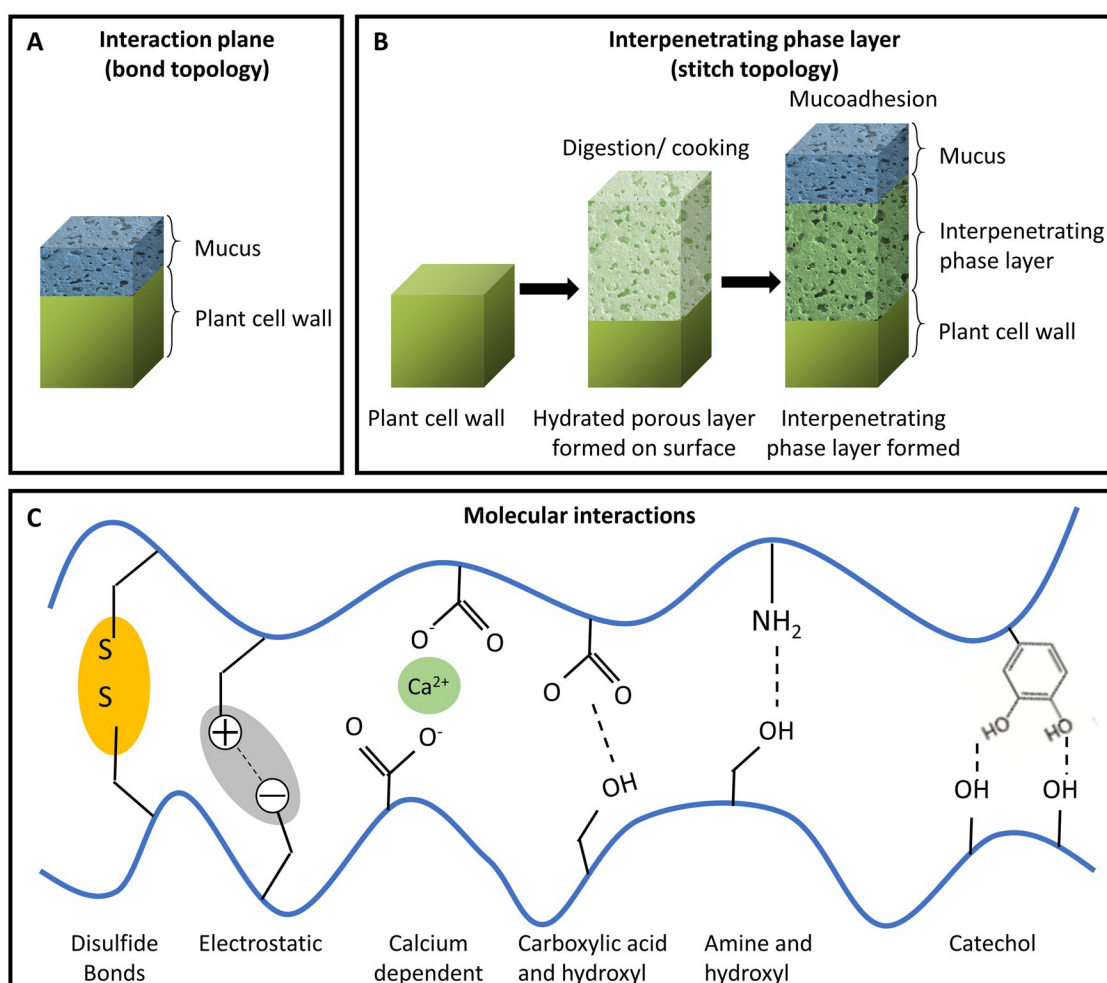 A
Interaction plane
(bond topology)
Mucus
Plant cell wall
B
Interpenetrating phase layer
(stitch topology)
Mucoadhesion
Digestion/ cooking
Mucus
Interpenetrating
phase layer
Plant cell wall
Plant cell wall
Hydrated porous layer
formed on surface
Interpenetrating
phase layer formed
C
Molecular interactions
S
S
+
−
O-
O
Ca2+
O
O-
O
O
OH
NH2
OH
HO
HO
OH
OH
Disulfide
Bonds
Electrostatic
Calcium
dependent
Carboxylic acid
and hydroxyl
Amine and
hydroxyl
Catechol